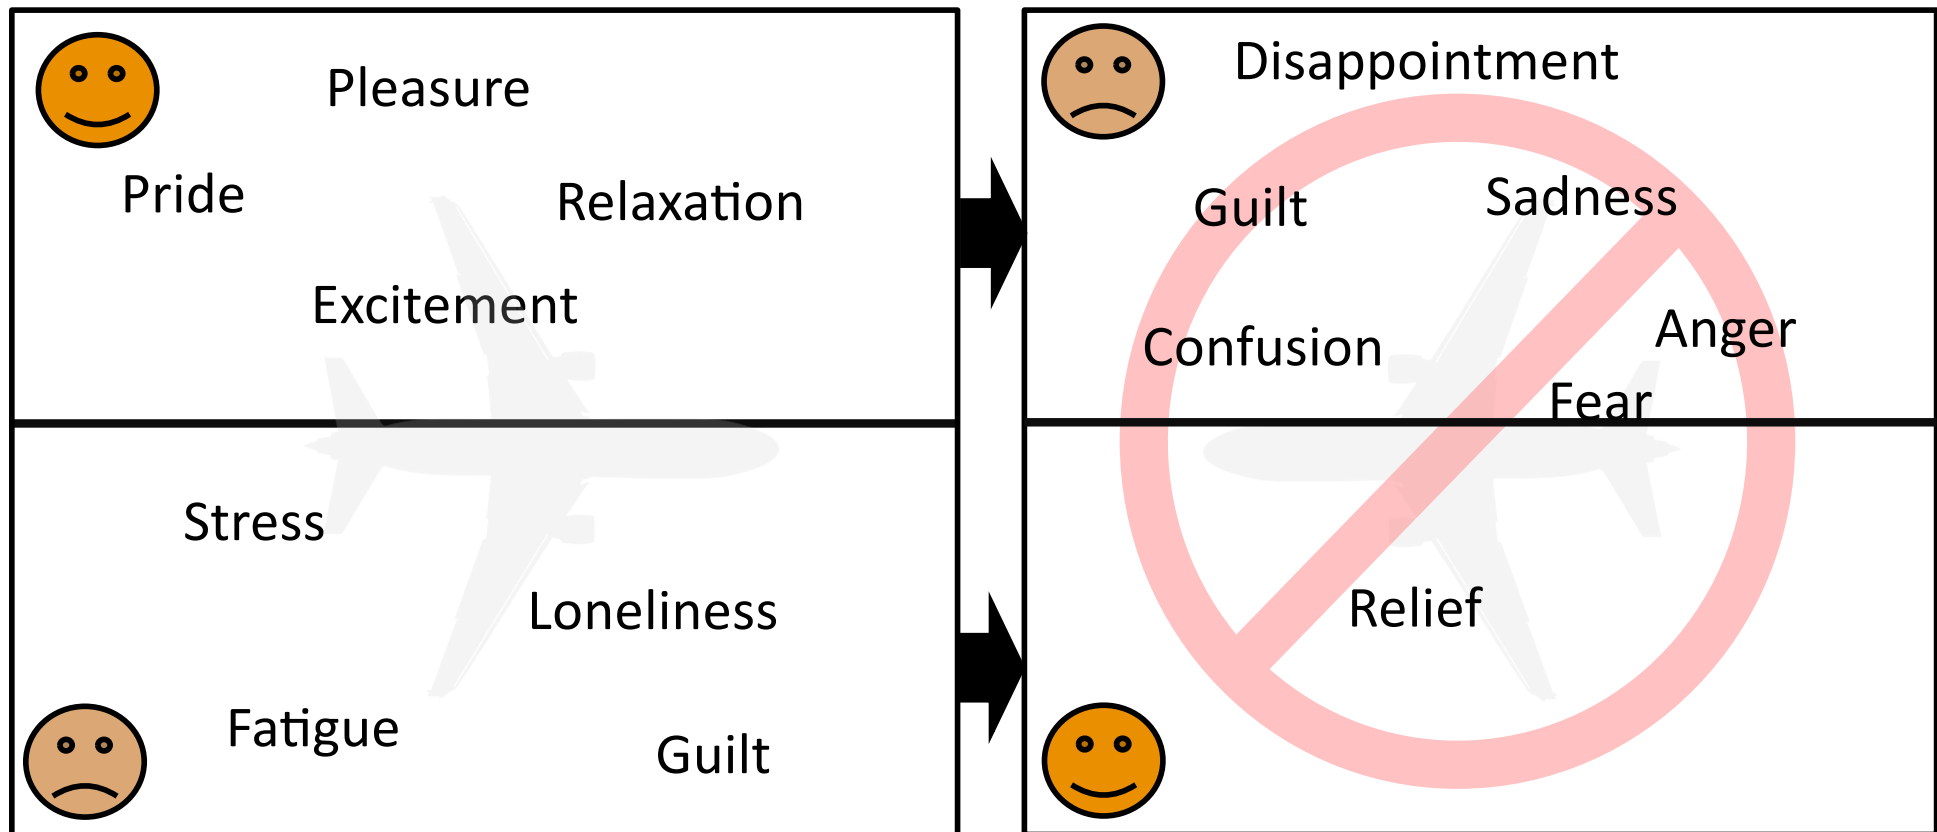 Pleasure
Pride
Relaxation
Excitement
Stress
Loneliness
Fatigue
Guilt
Disappointment
Guilt
Sadness
Confusion
Anger
Fear
Relief